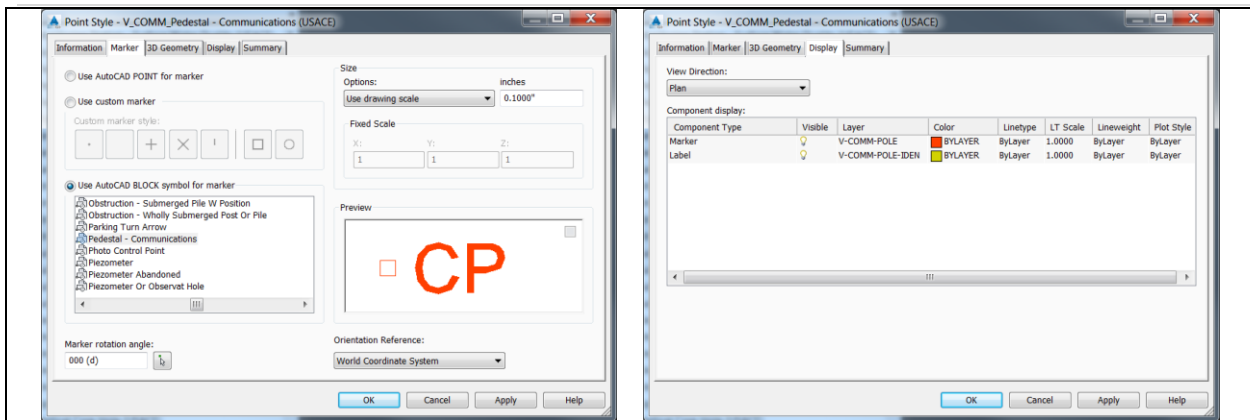 Point Style - V_COMM_Pedestal - Communications (USACE)
Information Marker 3D Geometry Display Summary
Use AutoCAD POINT for marker
Use custom marker
Custom marker style:
Use AutoCAD BLOCK symbol for marker
Obstruction - Submerged Pile W Position
Obstruction - Wholly Submerged Post Or Pile
Parking Turn Arrow
Pedestal - Communications
Photo Control Point
Piezometer
Piezometer Abandoned
Piezometer Or Observat Hole
Marker rotation angle:
000 (d)
Size
Options: inches
Use drawing scale 0.1000"
Fixed Scale
X: Y: Z:
1 1 1
Preview
CP
Orientation Reference:
World Coordinate System
OK Cancel Apply Help
Point Style - V_COMM_Pedestal - Communications (USACE)
Information Marker 3D Geometry Display Summary
View Direction:
Plan
Component display:
Component Type Visible Layer Color Linetype LT Scale Lineweight Plot Style
Marker V-COMM-POLE BYLAYER ByLayer 1.0000 ByLayer ByLayer
Label V-COMM-POLE-IDEN BYLAYER ByLayer 1.0000 ByLayer ByLayer
OK Cancel Apply Help